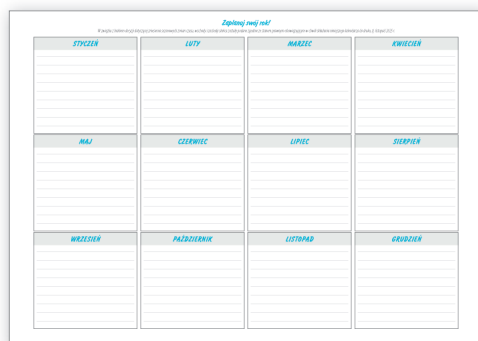 Zaplanuj swój rok!
STYCZEŃ
LUTY
MARZEC
KWIECIEŃ
MAJ
CZERWIEC
LIPIEC
SIERPIEŃ
WRZESIEŃ
PAŹDZIERNIK
LISTOPAD
GRUDZIEŃ